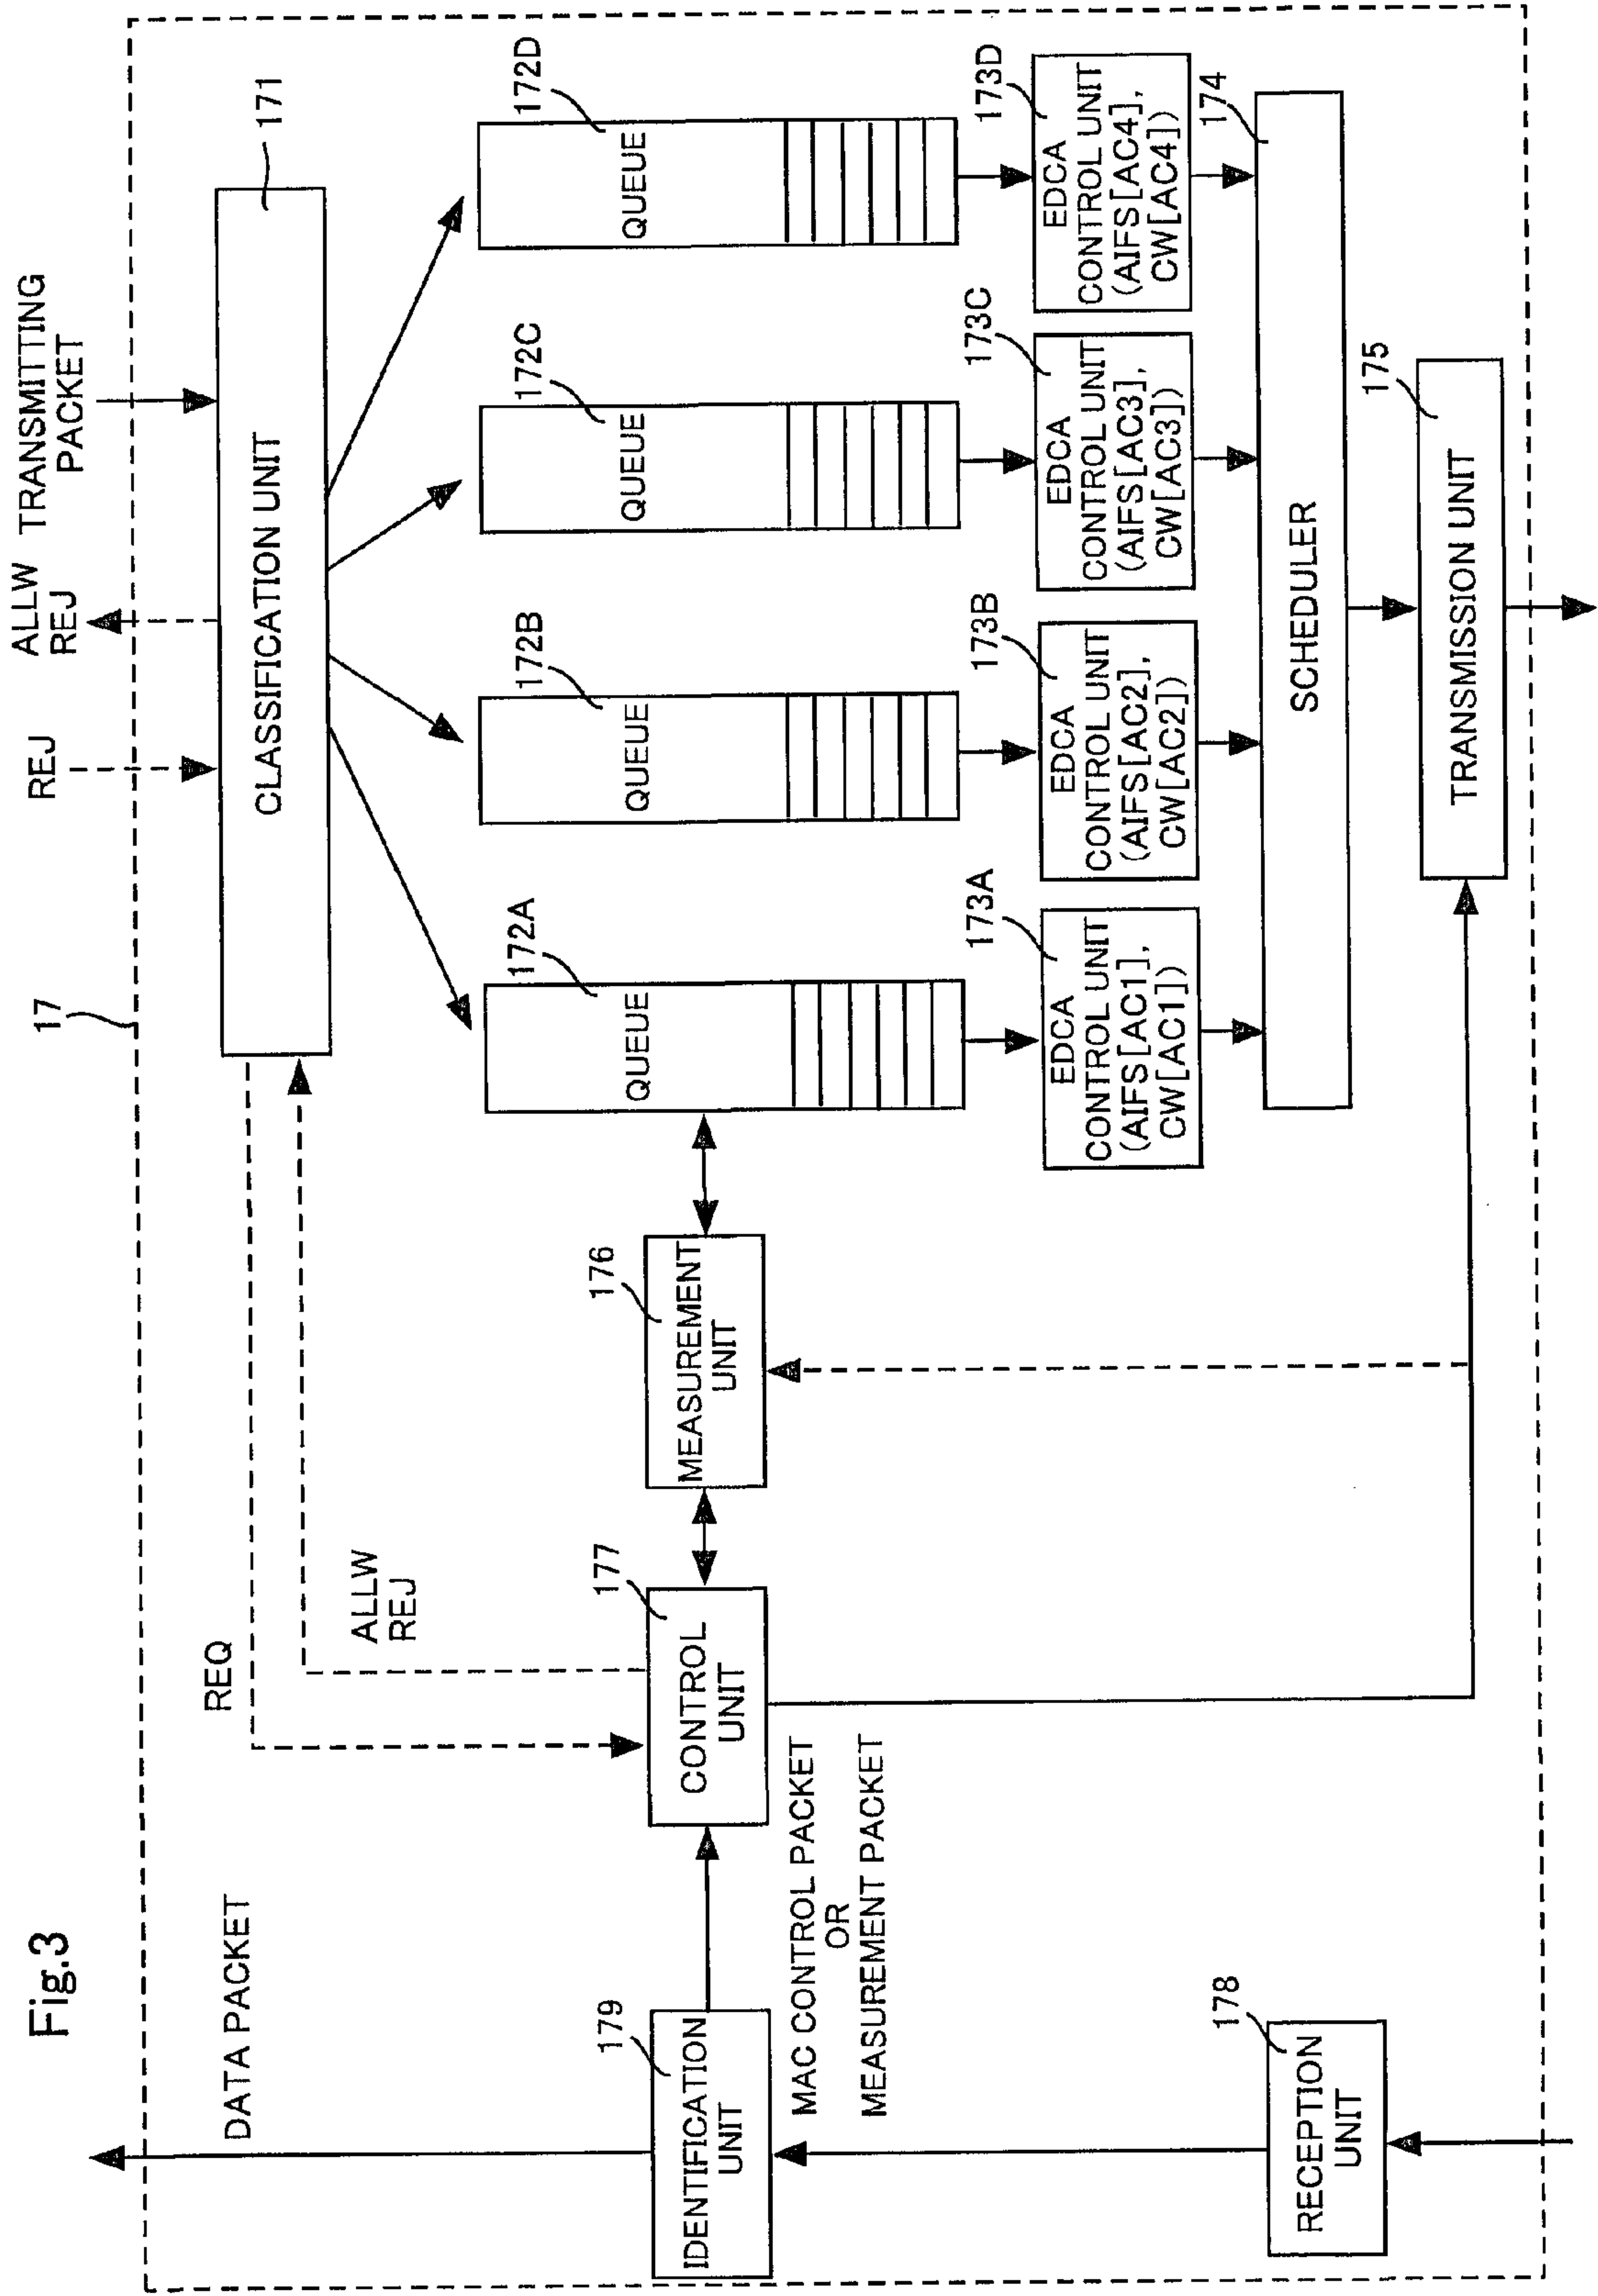 Fig.3
17
DATA PACKET
REQ
ALLW
REJ
REJ
ALLW
REJ
TRANSMITTING
PACKET
171
CLASSIFICATION UNIT
172A
QUEUE
172B
QUEUE
172C
QUEUE
172D
QUEUE
179
IDENTIFICATION
UNIT
177
CONTROL
UNIT
176
MEASUREMENT
UNIT
MAC CONTROL PACKET
OR
MEASUREMENT PACKET
173A
EDCA
CONTROL UNIT
(AIFS[AC1],
CW[AC1])
173B
EDCA
CONTROL UNIT
(AIFS[AC2],
CW[AC2])
173C
EDCA
CONTROL UNIT
(AIFS[AC3],
CW[AC3])
173D
EDCA
CONTROL UNIT
(AIFS[AC4],
CW[AC4])
174
SCHEDULER
178
RECEPTION
UNIT
175
TRANSMISSION UNIT